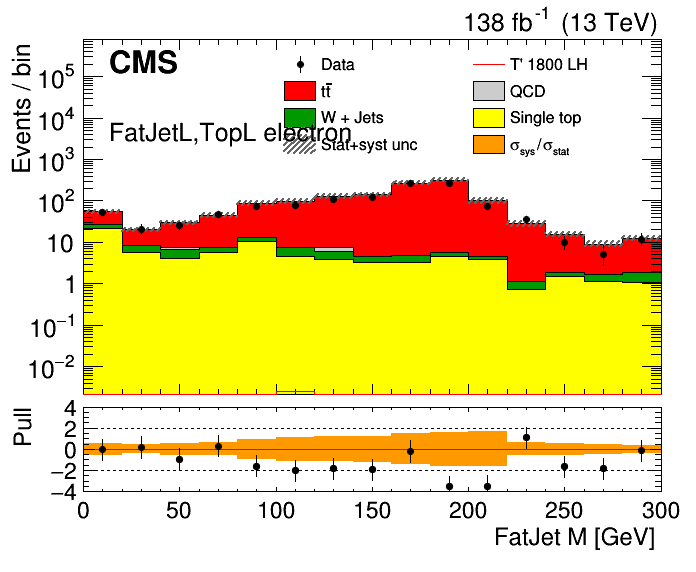 138 fb⁻¹ (13 TeV)
CMS
Data
T' 1800 LH
tt̄
QCD
W + Jets
Single top
FatJetL,TopL electron
Stat+syst unc
σsys/σstat
Events / bin
10⁵
10⁴
10³
10²
10
1
10⁻¹
10⁻²
Pull
4
2
0
−2
−4
0 50 100 150 200 250 300
FatJet M [GeV]